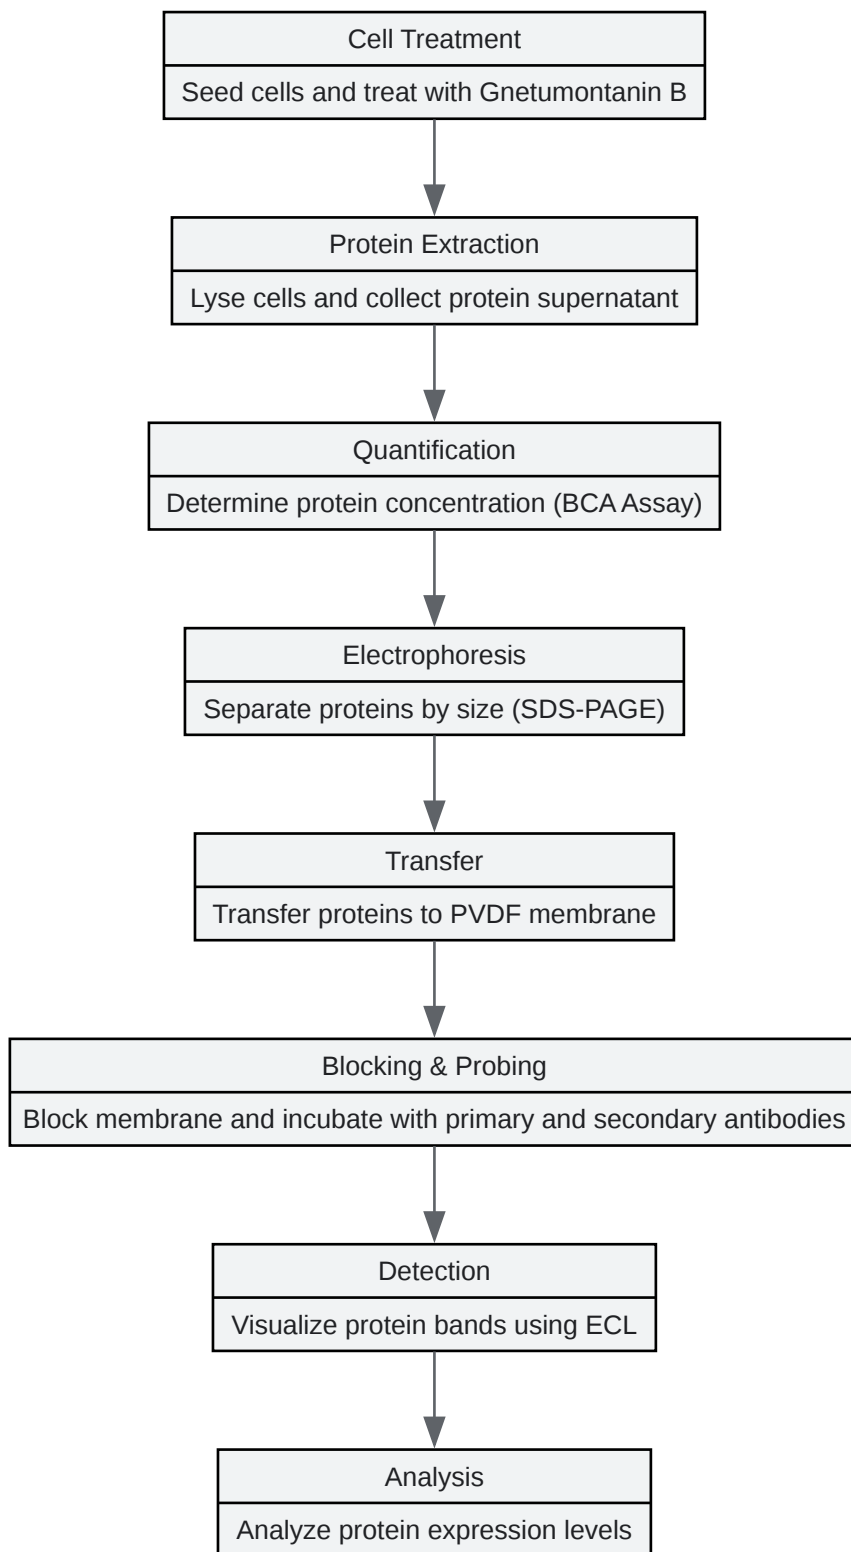 Cell Treatment
Seed cells and treat with Gnetumontanin B
Protein Extraction
Lyse cells and collect protein supernatant
Quantification
Determine protein concentration (BCA Assay)
Electrophoresis
Separate proteins by size (SDS-PAGE)
Transfer
Transfer proteins to PVDF membrane
Blocking & Probing
Block membrane and incubate with primary and secondary antibodies
Detection
Visualize protein bands using ECL
Analysis
Analyze protein expression levels